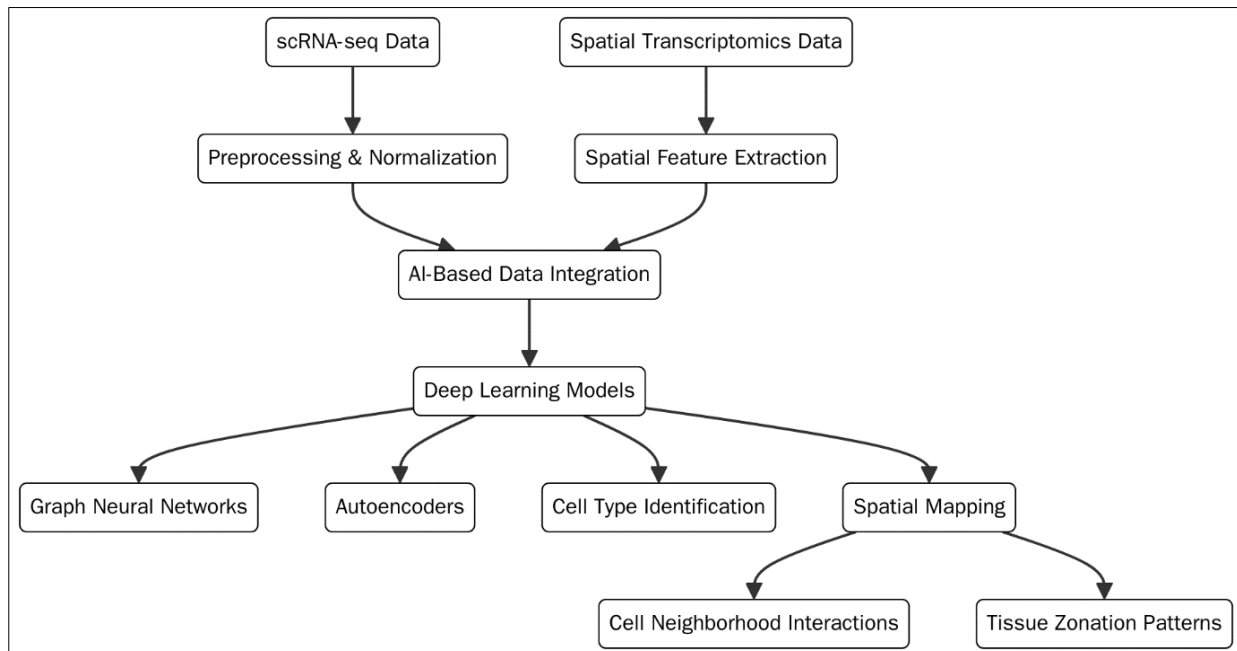 scRNA-seq Data
Spatial Transcriptomics Data
Preprocessing & Normalization
Spatial Feature Extraction
AI-Based Data Integration
Deep Learning Models
Graph Neural Networks
Autoencoders
Cell Type Identification
Spatial Mapping
Cell Neighborhood Interactions
Tissue Zonation Patterns